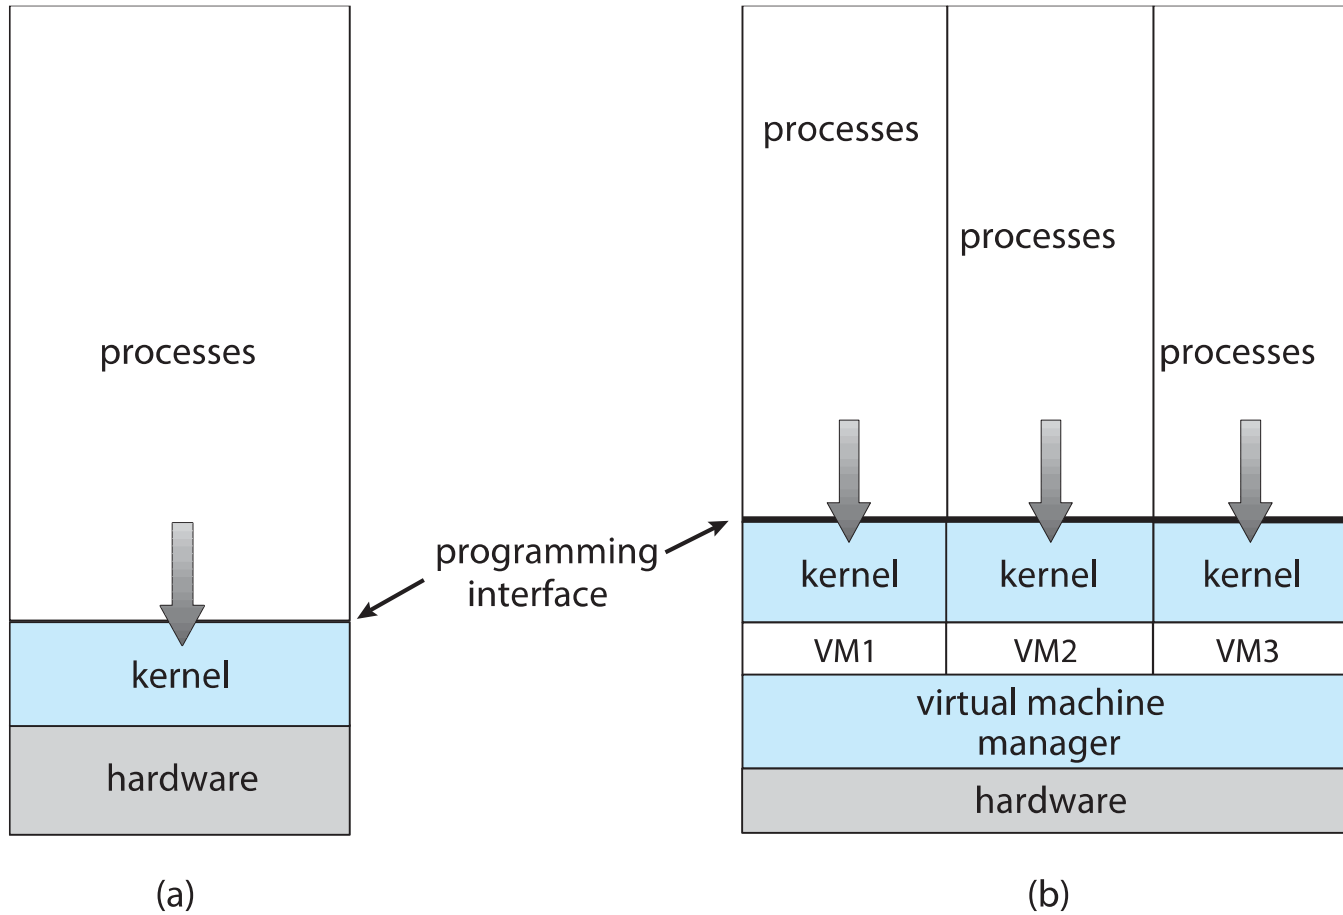 processes
kernel
hardware
(a)
programming
interface
processes
processes
processes
kernel
kernel
kernel
VM1
VM2
VM3
virtual machine
manager
hardware
(b)